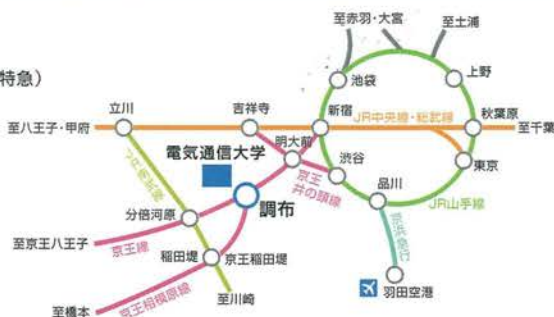 至赤羽・大宮
至土浦
特急)
池袋
上野
立川
吉祥寺
新宿
JR中央線・総武線
秋葉原
至八王子・甲府
至千葉
明大前
電気通信大学
渋谷
東京
京王
井の頭線
品川
JR山手線
調布
分倍河原
至京王八王子
京王線
稲田堤
京王稲田堤
羽田空港
京王相模原線
至川崎
至橋本